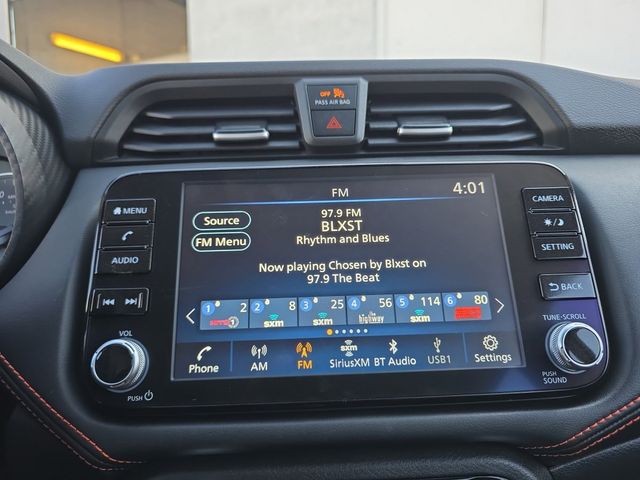 OFF
PASS AIR BAG
FM
4:01
MENU
AUDIO
VOL
PUSH
Source
FM Menu
97.9 FM
BLXST
Rhythm and Blues
Now playing Chosen by Blxst on
97.9 The Beat
1 2
2 8 sxm
3 25 sxm
4 56 highway
5 114 sxm
6 80
Phone
AM
FM
sxm
SiriusXM
BT Audio
USB1
Settings
CAMERA
SETTING
BACK
TUNE·SCROLL
PUSH
SOUND